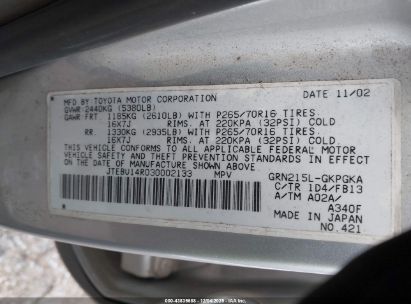 MFD BY TOYOTA MOTOR CORPORATION DATE 11/02
GVWR 2440KG (5380LB)
GAWR FRT. 1185KG (2610LB) WITH P265/70R16 TIRES
16X7J RIMS. AT 220KPA (32PSI) COLD
RR. 1330KG (2935LB) WITH P265/70R16 TIRES
16X7J RIMS. AT 220KPA (32PSI) COLD
THIS VEHICLE CONFORMS TO ALL APPLICABLE FEDERAL MOTOR
VEHICLE SAFETY AND THEFT PREVENTION STANDARDS IN EFFECT ON
THE DATE OF MANUFACTURE SHOWN ABOVE.
JTEBU14R030002133 MPV GRN215L-GKPGKA
C/TR 1D4/FB13
A/TM A02A/
A340F
MADE IN JAPAN
NO.421